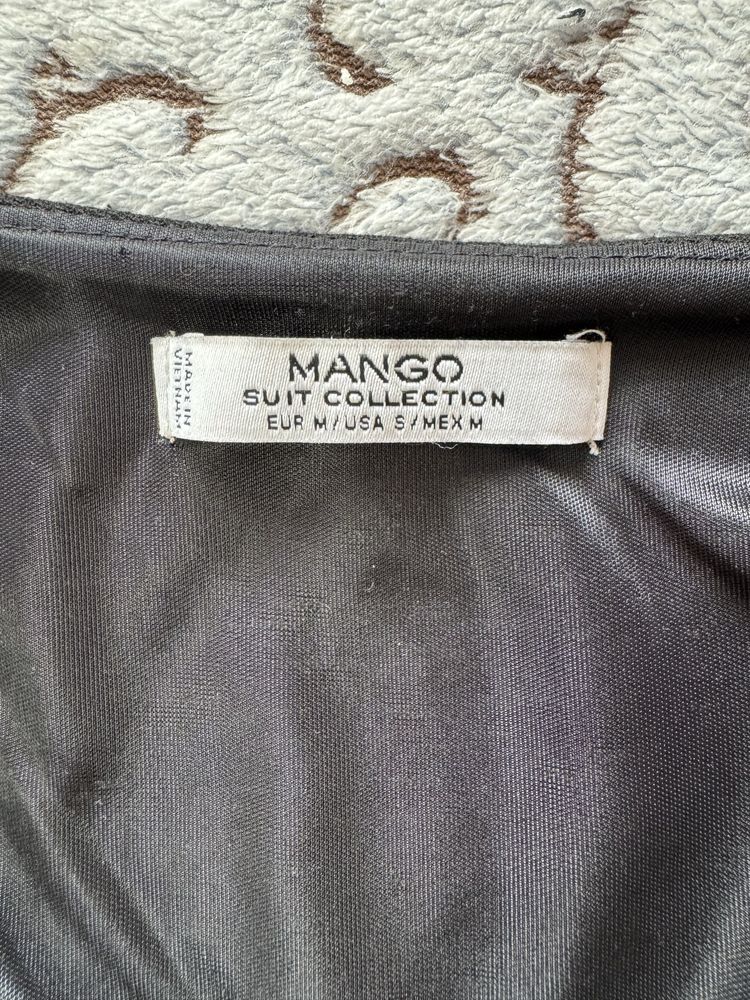 MANGO
SUIT COLLECTION
EUR M/USA S/MEX M
MADE IN
VIETNAM